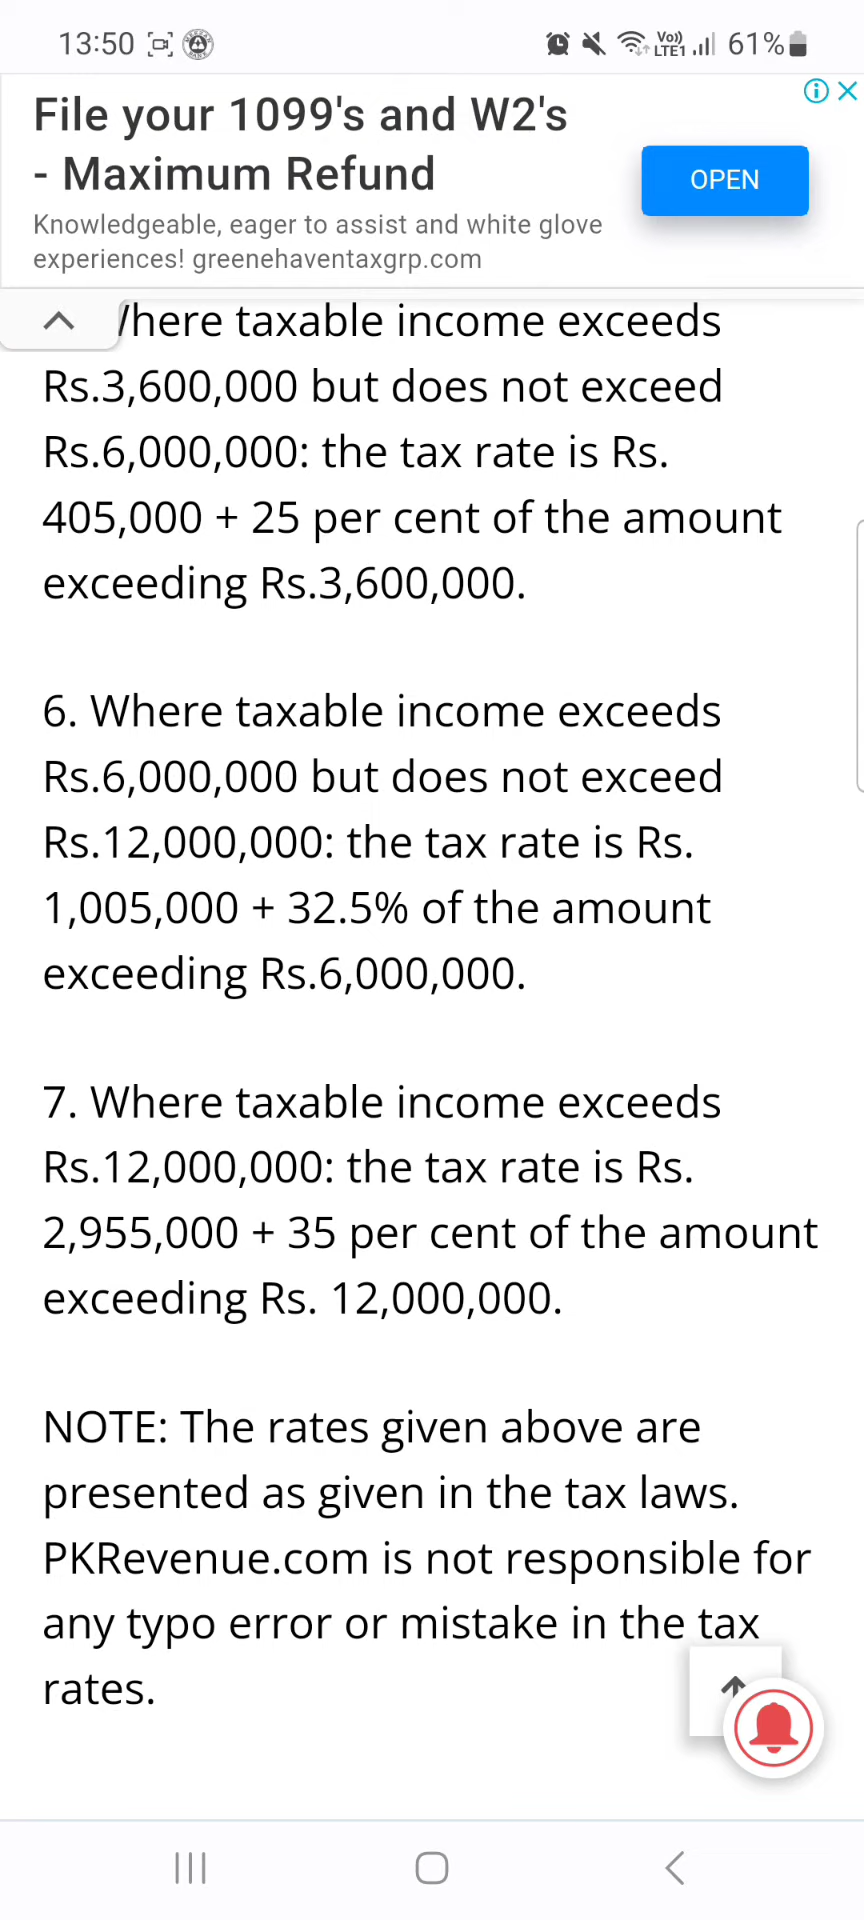 13:50
Vo))
LTE1
61%
File your 1099's and W2's
- Maximum Refund
OPEN
Knowledgeable, eager to assist and white glove
experiences! greenehaventaxgrp.com
here taxable income exceeds
Rs.3,600,000 but does not exceed
Rs.6,000,000: the tax rate is Rs.
405,000 + 25 per cent of the amount
exceeding Rs.3,600,000.
6. Where taxable income exceeds
Rs.6,000,000 but does not exceed
Rs.12,000,000: the tax rate is Rs.
1,005,000 + 32.5% of the amount
exceeding Rs.6,000,000.
7. Where taxable income exceeds
Rs.12,000,000: the tax rate is Rs.
2,955,000 + 35 per cent of the amount
exceeding Rs. 12,000,000.
NOTE: The rates given above are
presented as given in the tax laws.
PKRevenue.com is not responsible for
any typo error or mistake in the tax
rates.